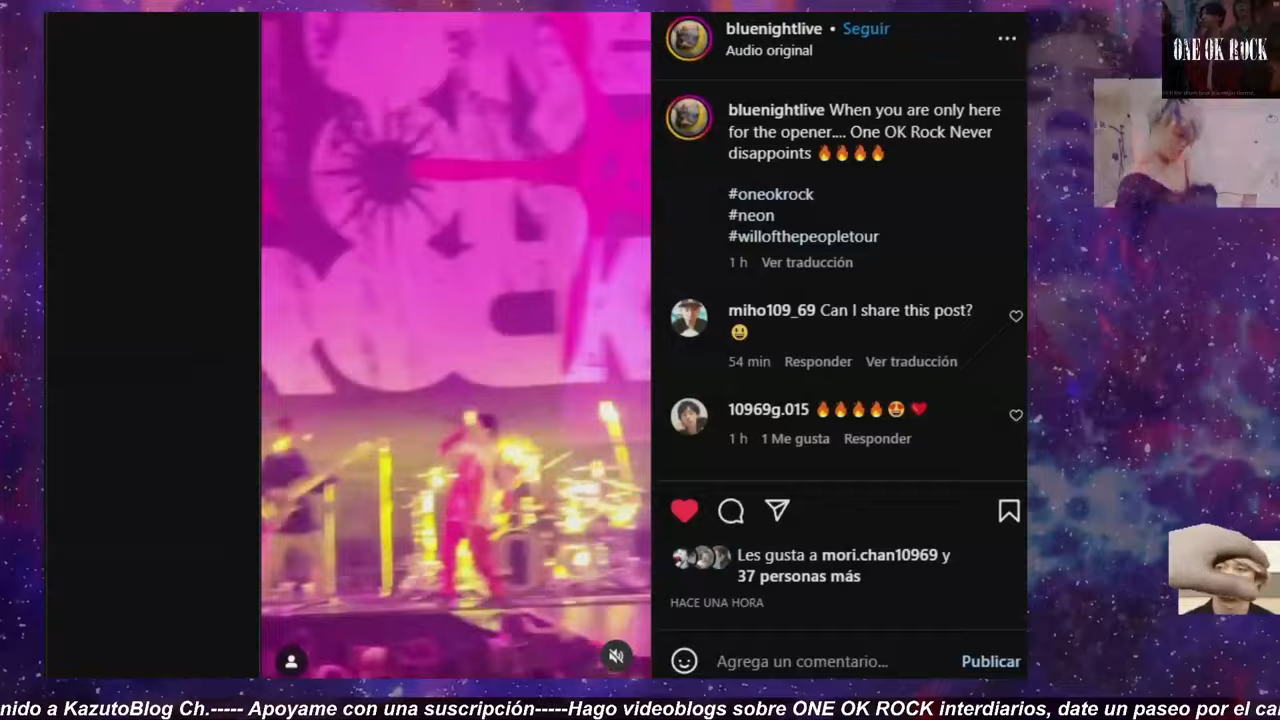 bluenightlive • Seguir
Audio original
bluenightlive When you are only here
for the opener.... One OK Rock Never
disappoints 🔥🔥🔥🔥
#oneokrock
#neon
#willofthepeopletour
1 h Ver traducción
miho109_69 Can I share this post?
😃
54 min Responder Ver traducción
10969g.015 🔥🔥🔥🔥😍❤️
1 h 1 Me gusta Responder
Les gusta a mori.chan10969 y
37 personas más
HACE UNA HORA
Agrega un comentario... Publicar
ONE OK ROCK
nido a KazutoBlog Ch.----- Apoyame con una suscripción-----Hago videoblogs sobre ONE OK ROCK interdiarios, date un paseo por el ca